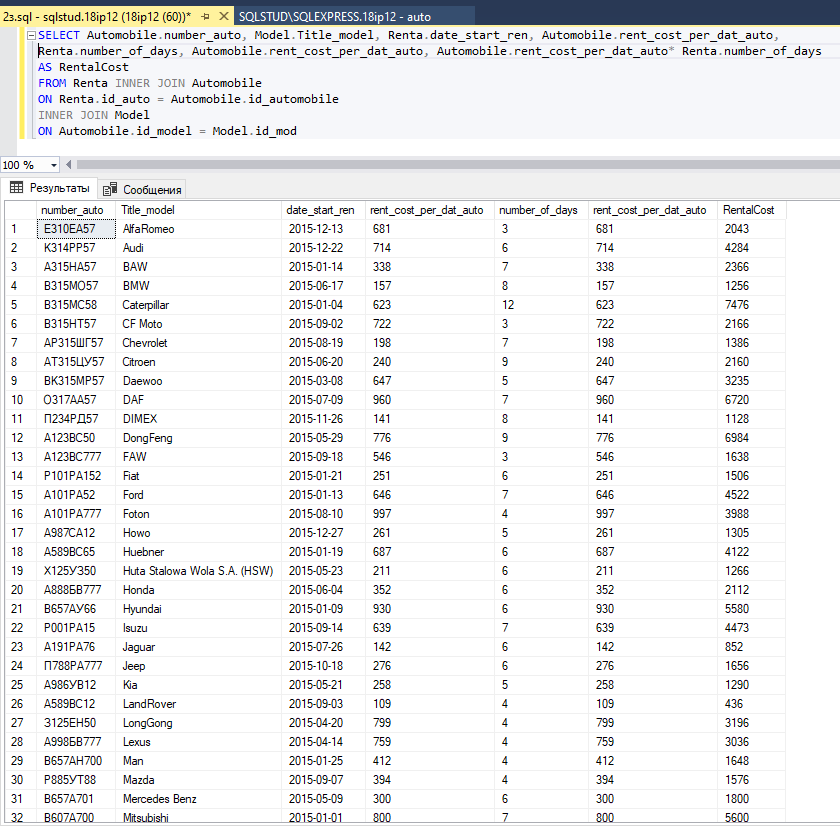 2s.sql - sqlstud.18ip12 (18ip12 (60))* SQLSTUD\SQLEXPRESS.18ip12 - auto
SELECT Automobile.number_auto, Model.Title_model, Renta.date_start_ren, Automobile.rent_cost_per_dat_auto,
Renta.number_of_days, Automobile.rent_cost_per_dat_auto, Automobile.rent_cost_per_dat_auto* Renta.number_of_days
AS RentalCost
FROM Renta INNER JOIN Automobile
ON Renta.id_auto = Automobile.id_automobile
INNER JOIN Model
ON Automobile.id_model = Model.id_mod
100 %
Результаты Сообщения
number_auto Title_model date_start_ren rent_cost_per_dat_auto number_of_days rent_cost_per_dat_auto RentalCost
1 Е310ЕА57 AlfaRomeo 2015-12-13 681 3 681 2043
2 К314РР57 Audi 2015-12-22 714 6 714 4284
3 А315НА57 BAW 2015-01-14 338 7 338 2366
4 В315МО57 BMW 2015-06-17 157 8 157 1256
5 В315МС58 Caterpillar 2015-01-04 623 12 623 7476
6 В315НТ57 CF Moto 2015-09-02 722 3 722 2166
7 АР315ШГ57 Chevrolet 2015-08-19 198 7 198 1386
8 АТ315ЦУ57 Citroen 2015-06-20 240 9 240 2160
9 ВК315МР57 Daewoo 2015-03-08 647 5 647 3235
10 О317АА57 DAF 2015-07-09 960 7 960 6720
11 П234РД57 DIMEX 2015-11-26 141 8 141 1128
12 А123ВС50 DongFeng 2015-05-29 776 9 776 6984
13 А123ВС777 FAW 2015-09-18 546 3 546 1638
14 Р101РА152 Fiat 2015-01-21 251 6 251 1506
15 А101РА52 Ford 2015-01-13 646 7 646 4522
16 А101РА777 Foton 2015-08-10 997 4 997 3988
17 А987СА12 Howo 2015-12-27 261 5 261 1305
18 А589ВС65 Huebner 2015-01-19 687 6 687 4122
19 Х125УЗ50 Huta Stalowa Wola S.A. (HSW) 2015-05-23 211 6 211 1266
20 А888БВ777 Honda 2015-06-04 352 6 352 2112
21 В657АУ66 Hyundai 2015-01-09 930 6 930 5580
22 Р001РА15 Isuzu 2015-09-14 639 7 639 4473
23 А191РА76 Jaguar 2015-07-26 142 6 142 852
24 П788РА777 Jeep 2015-10-18 276 6 276 1656
25 А986УВ12 Kia 2015-05-21 258 5 258 1290
26 А589ВС12 LandRover 2015-09-03 109 4 109 436
27 З125ЕН50 LongGong 2015-04-20 799 4 799 3196
28 А998БВ777 Lexus 2015-04-14 759 4 759 3036
29 В657АН700 Man 2015-01-25 412 4 412 1648
30 Р885УТ88 Mazda 2015-09-07 394 4 394 1576
31 В657А701 Mercedes Benz 2015-05-09 300 6 300 1800
32 В607А700 Mitsubishi 2015-01-01 800 7 800 5600